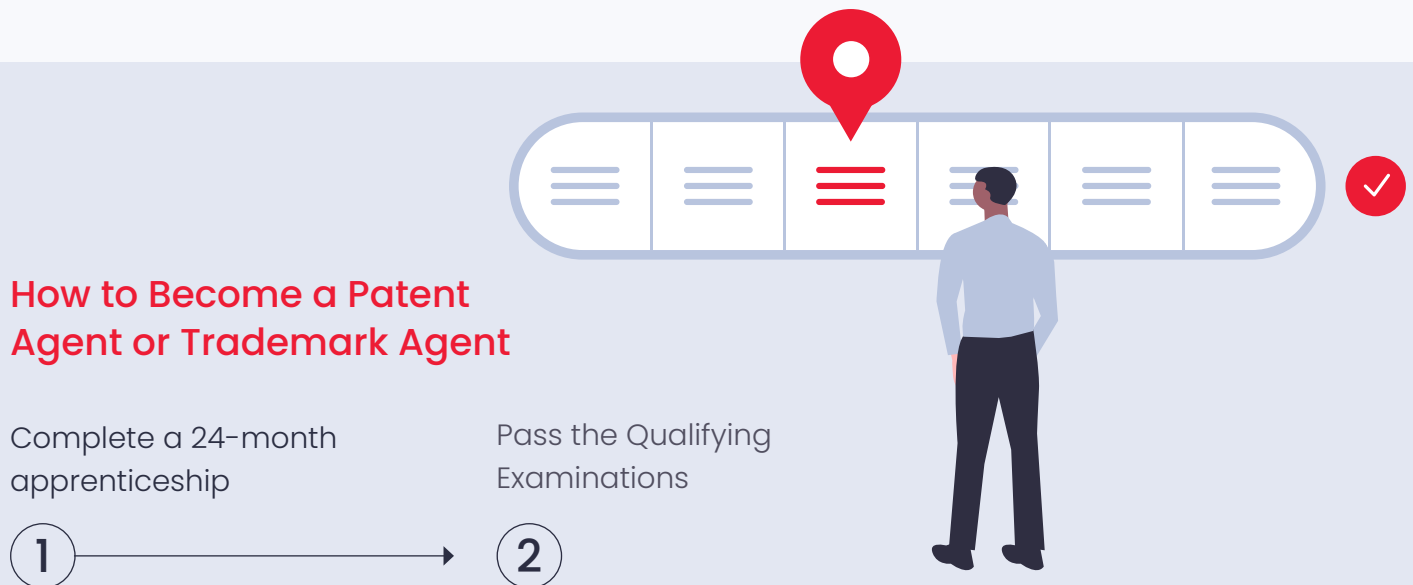 How to Become a Patent
Agent or Trademark Agent
Complete a 24-month
apprenticeship
1
Pass the Qualifying
Examinations
2